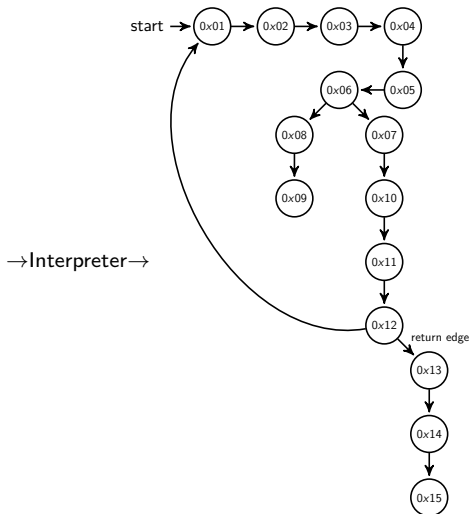 start 0x01 0x02 0x03 0x04
0x06 0x05
0x08 0x07
0x09 0x10
→Interpreter→ 0x11
0x12
return edge
0x13
0x14
0x15